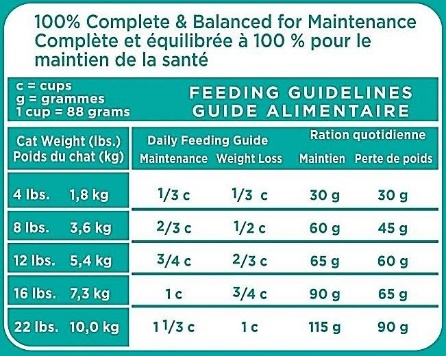 100% Complete & Balanced for Maintenance
Complète et équilibrée à 100 % pour le
maintien de la santé
c = cups
g = grammes
1 cup = 88 grams
FEEDING GUIDELINES
GUIDE ALIMENTAIRE
Cat Weight (lbs.)
Poids du chat (kg)
Daily Feeding Guide
Ration quotidienne
Maintenance Weight Loss Maintien Perte de poids
4 lbs. 1,8 kg 1/3 c 1/3 c 30 g 30 g
8 lbs. 3,6 kg 2/3 c 1/2 c 60 g 45 g
12 lbs. 5,4 kg 3/4 c 2/3 c 65 g 60 g
16 lbs. 7,3 kg 1 c 3/4 c 90 g 65 g
22 lbs. 10,0 kg 1 1/3 c 1 c 115 g 90 g